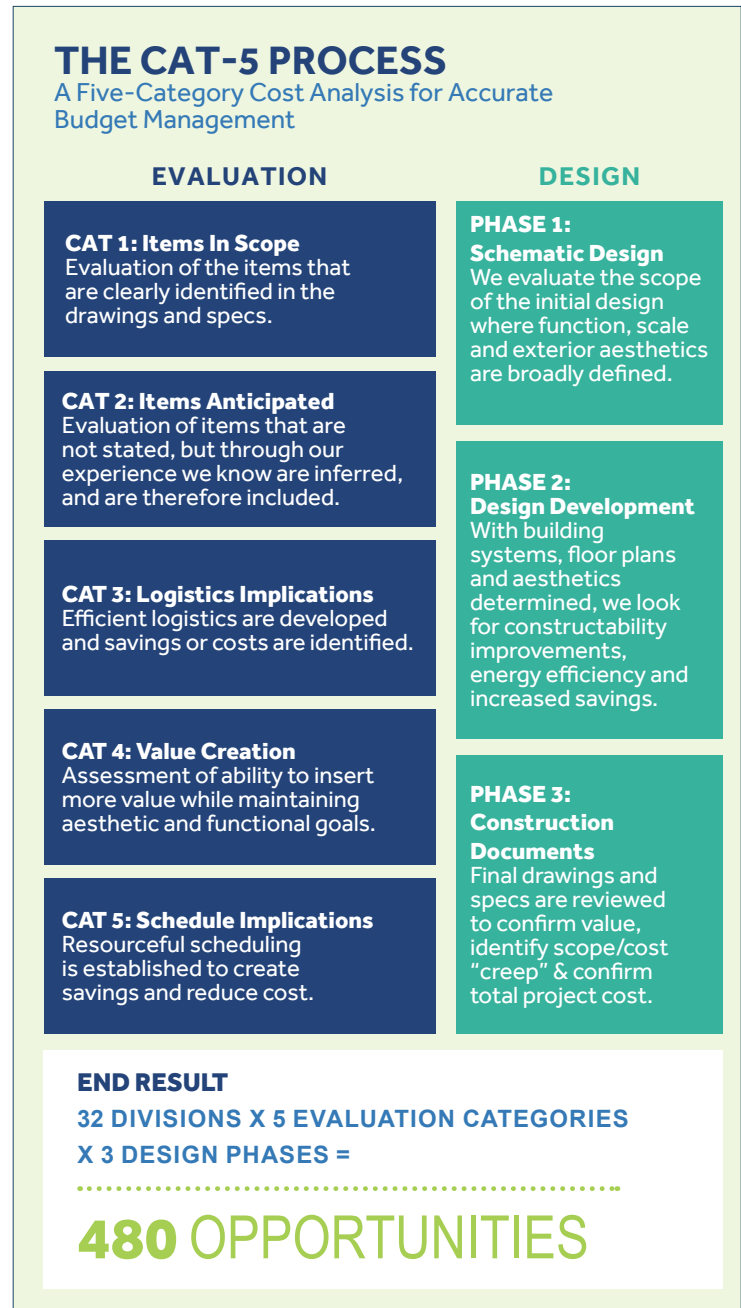 THE CAT-5 PROCESS
A Five-Category Cost Analysis for Accurate
Budget Management
EVALUATION
CAT 1: Items In Scope
Evaluation of the items that
are clearly identified in the
drawings and specs.
CAT 2: Items Anticipated
Evaluation of items that are
not stated, but through our
experience we know are inferred,
and are therefore included.
CAT 3: Logistics Implications
Efficient logistics are developed
and savings or costs are identified.
CAT 4: Value Creation
Assessment of ability to insert
more value while maintaining
aesthetic and functional goals.
CAT 5: Schedule Implications
Resourceful scheduling
is established to create
savings and reduce cost.
DESIGN
PHASE 1:
Schematic Design
We evaluate the scope
of the initial design
where function, scale
and exterior aesthetics
are broadly defined.
PHASE 2:
Design Development
With building
systems, floor plans
and aesthetics
determined, we look
for constructability
improvements,
energy efficiency and
increased savings.
PHASE 3:
Construction
Documents
Final drawings and
specs are reviewed
to confirm value,
identify scope/cost
“creep” & confirm
total project cost.
END RESULT
32 DIVISIONS X 5 EVALUATION CATEGORIES
X 3 DESIGN PHASES =
480 OPPORTUNITIES